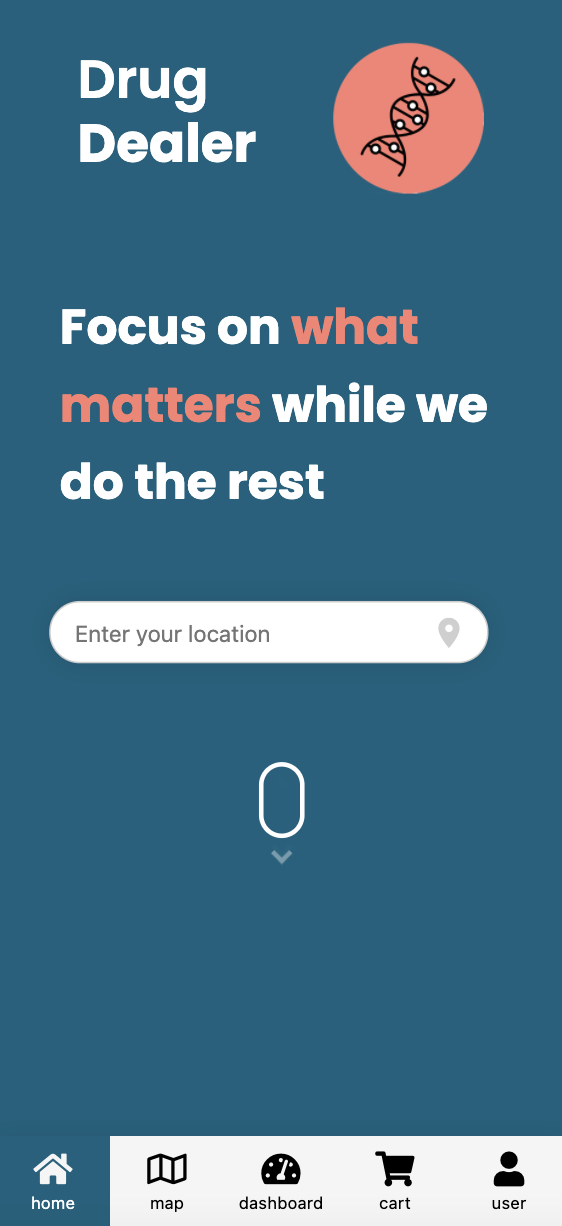 Drug
Dealer
Focus on what
matters while we
do the rest
Enter your location
home
map
dashboard
cart
user